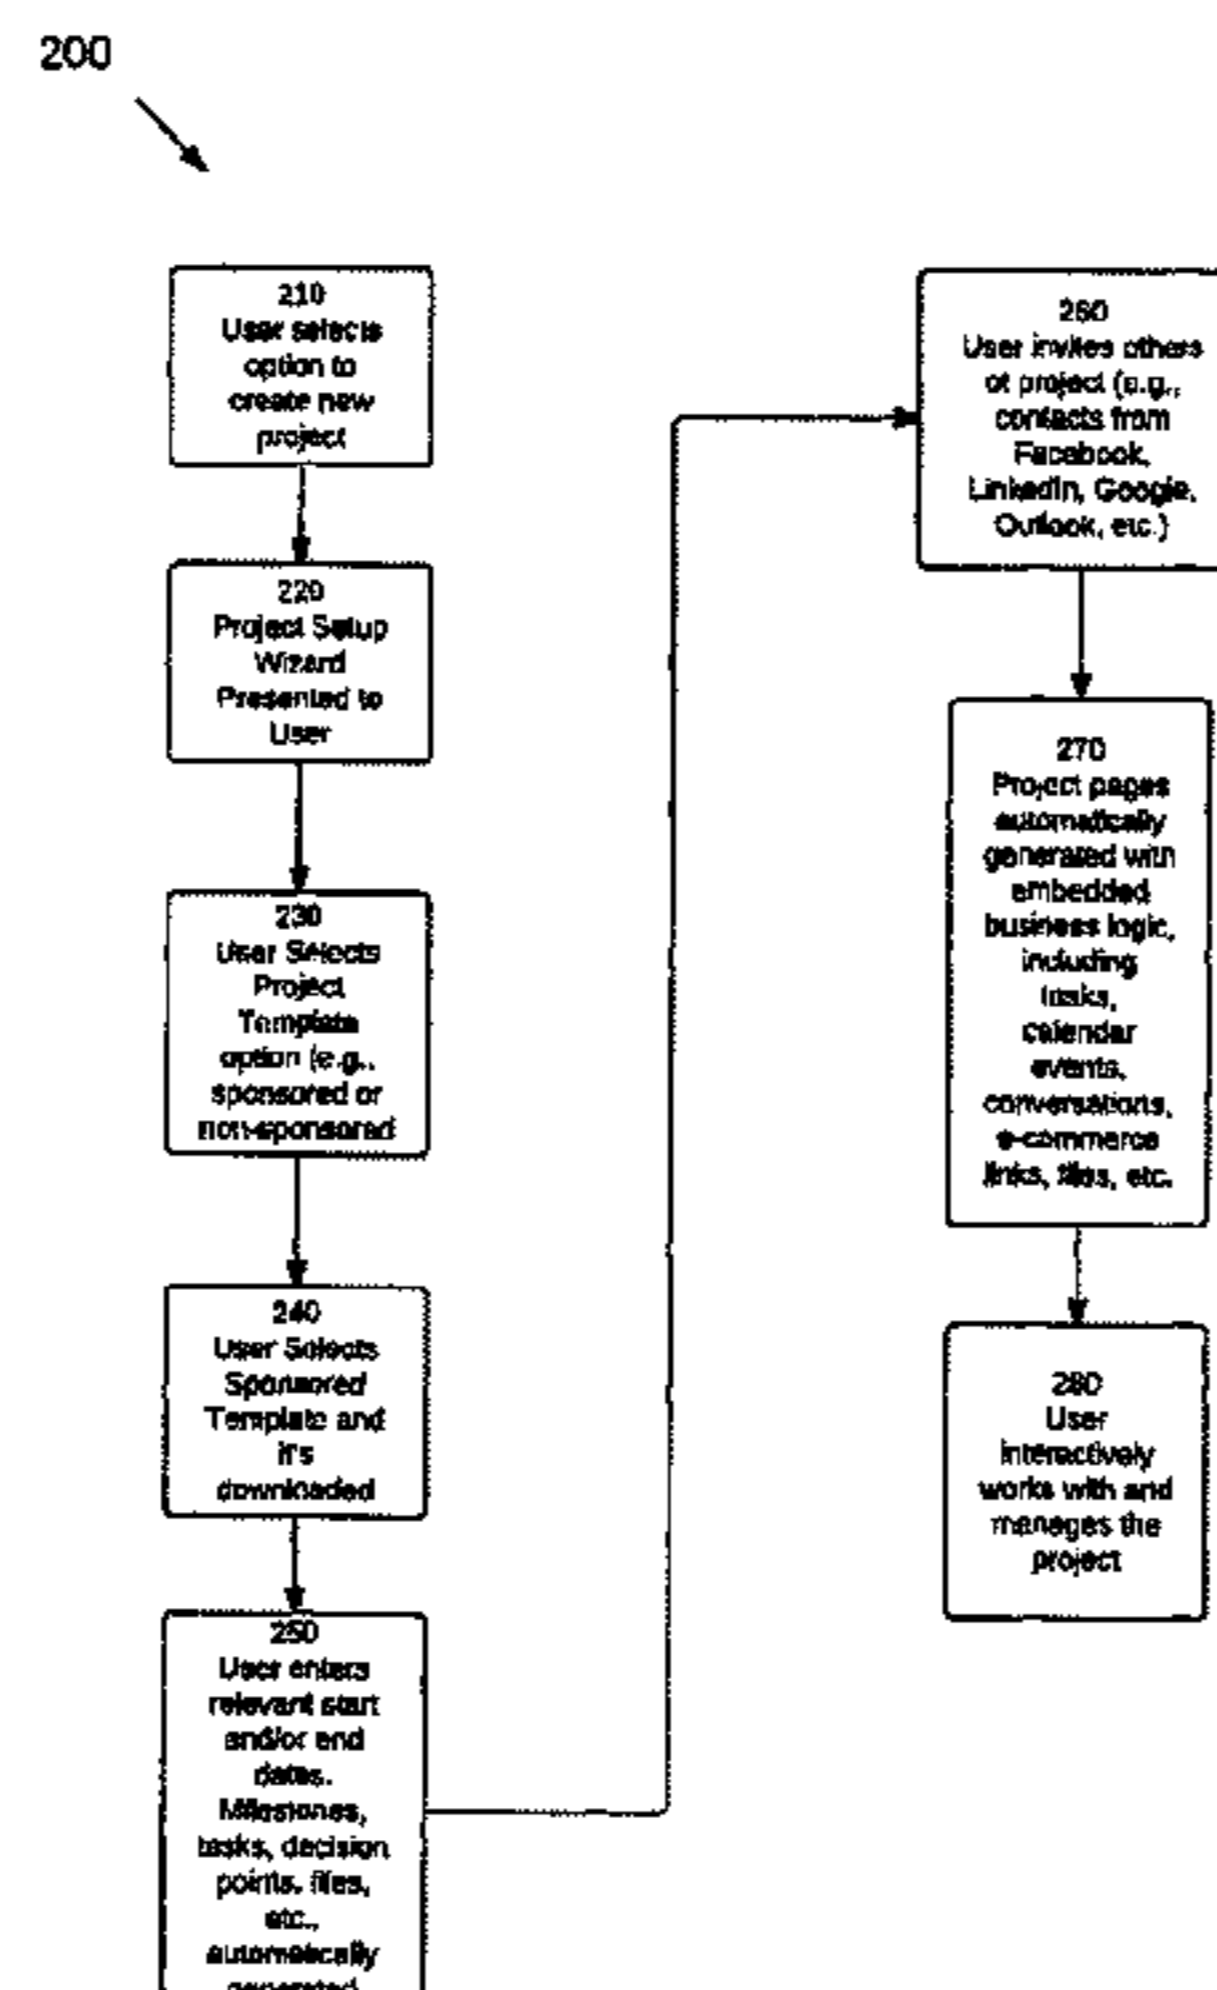 200
210
User selects
option to
create new
project
220
Project Setup
Wizard
Presented to
User
230
User Selects
Project
Template
option (e.g.,
sponsored or
non-sponsored
240
User Selects
Sponsored
Template and
it's
downloaded
250
User enters
relevant start
and/or end
dates.
Milestones,
tasks, decision
points, files,
etc.,
automatically
generated
260
User invites others
ot project (e.g.,
contacts from
Facebook,
LinkedIn, Google,
Outlook, etc.)
270
Project pages
automatically
generated with
embedded
business logic,
including
tasks,
calendar
events,
conversations,
e-commerce
links, files, etc.
280
User
interactively
works with and
manages the
project